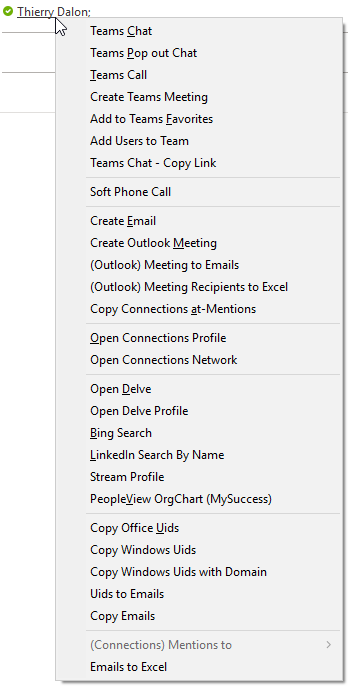 Thierry Dalon;
Teams Chat
Teams Pop out Chat
Teams Call
Create Teams Meeting
Add to Teams Favorites
Add Users to Team
Teams Chat - Copy Link
Soft Phone Call
Create Email
Create Outlook Meeting
(Outlook) Meeting to Emails
(Outlook) Meeting Recipients to Excel
Copy Connections at-Mentions
Open Connections Profile
Open Connections Network
Open Delve
Open Delve Profile
Bing Search
LinkedIn Search By Name
Stream Profile
PeopleView OrgChart (MySuccess)
Copy Office Uids
Copy Windows Uids
Copy Windows Uids with Domain
Uids to Emails
Copy Emails
(Connections) Mentions to
Emails to Excel